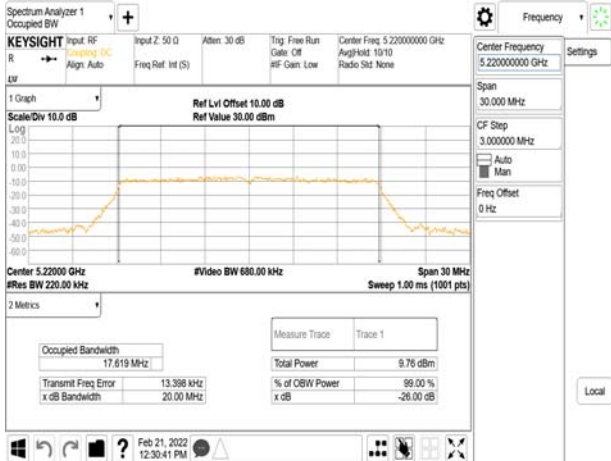 Spectrum Analyzer 1
Occupied BW
+
Frequency
KEYSIGHT
R
Input: RF
Coupling: DC
Align: Auto
Input Z: 50 Ω
Freq Ref: Int (S)
Atten: 30 dB
Trig: Free Run
Gate: Off
#IF Gain: Low
Center Freq: 5.220000000 GHz
Avg|Hold: 10/10
Radio Std: None
1 Graph
Scale/Div 10.0 dB
Ref Lvl Offset 10.00 dB
Ref Value 30.00 dBm
Log
20.0
10.0
0.00
-10.0
-20.0
-30.0
-40.0
-50.0
-60.0
Center 5.22000 GHz
#Res BW 220.00 kHz
#Video BW 680.00 kHz
Span 30 MHz
Sweep 1.00 ms (1001 pts)
2 Metrics
Measure Trace Trace 1
Occupied Bandwidth
17.619 MHz
Total Power 9.76 dBm
Transmit Freq Error 13.398 kHz
% of OBW Power 99.00 %
x dB Bandwidth 20.00 MHz
x dB -26.00 dB
Center Frequency
5.220000000 GHz
Settings
Span
30.000 MHz
CF Step
3.000000 MHz
Auto
Man
Freq Offset
0 Hz
Local
?
Feb 21, 2022
12:30:41 PM